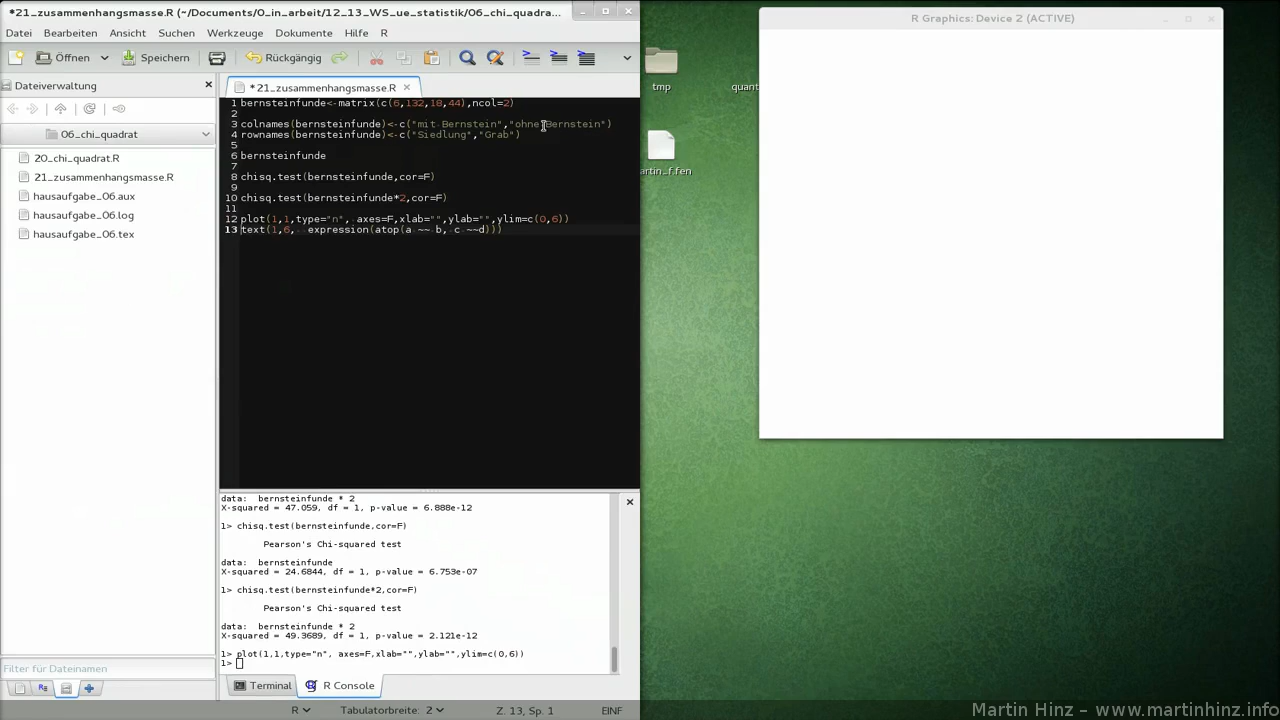 *21_zusammenhangsmasse.R (~/Documents/0_in_arbeit/12_13_WS_ue_statistik/06_chi_quadra...
Datei Bearbeiten Ansicht Suchen Werkzeuge Dokumente Hilfe R
Öffnen Speichern Rückgängig
Dateiverwaltung
06_chi_quadrat
20_chi_quadrat.R
21_zusammenhangsmasse.R
hausaufgabe_06.aux
hausaufgabe_06.log
hausaufgabe_06.tex
Filter für Dateinamen
*21_zusammenhangsmasse.R
1 bernsteinfunde<-matrix(c(6,132,18,44),ncol=2)
2
3 colnames(bernsteinfunde)<-c("mit Bernstein","ohne Bernstein")
4 rownames(bernsteinfunde)<-c("Siedlung","Grab")
5
6 bernsteinfunde
7
8 chisq.test(bernsteinfunde,cor=F)
9
10 chisq.test(bernsteinfunde*2,cor=F)
11
12 plot(1,1,type="n", axes=F,xlab="",ylab="",ylim=c(0,6))
13 text(1,6, expression(atop(a ~~ b, c ~~d)))
data: bernsteinfunde * 2
X-squared = 47.059, df = 1, p-value = 6.888e-12
1> chisq.test(bernsteinfunde,cor=F)
Pearson's Chi-squared test
data: bernsteinfunde
X-squared = 24.6844, df = 1, p-value = 6.753e-07
1> chisq.test(bernsteinfunde*2,cor=F)
Pearson's Chi-squared test
data: bernsteinfunde * 2
X-squared = 49.3689, df = 1, p-value = 2.121e-12
1> plot(1,1,type="n", axes=F,xlab="",ylab="",ylim=c(0,6))
1>
Terminal R Console
R Tabulatorbreite: 2 Z. 13, Sp. 1 EINF
R Graphics: Device 2 (ACTIVE)
tmp
quant
artin_f.fen
Martin Hinz - www.martinhinz.info